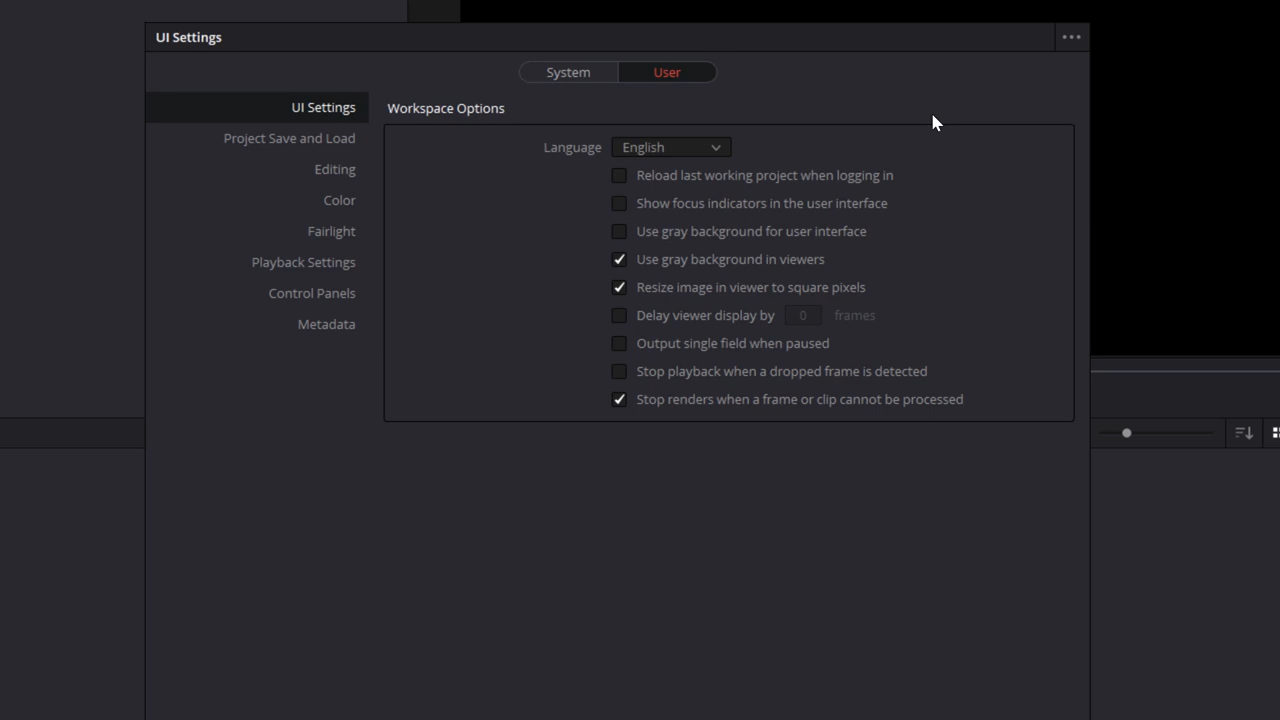 UI Settings
System
User
UI Settings
Project Save and Load
Editing
Color
Fairlight
Playback Settings
Control Panels
Metadata
Workspace Options
Language English
Reload last working project when logging in
Show focus indicators in the user interface
Use gray background for user interface
Use gray background in viewers
Resize image in viewer to square pixels
Delay viewer display by 0 frames
Output single field when paused
Stop playback when a dropped frame is detected
Stop renders when a frame or clip cannot be processed